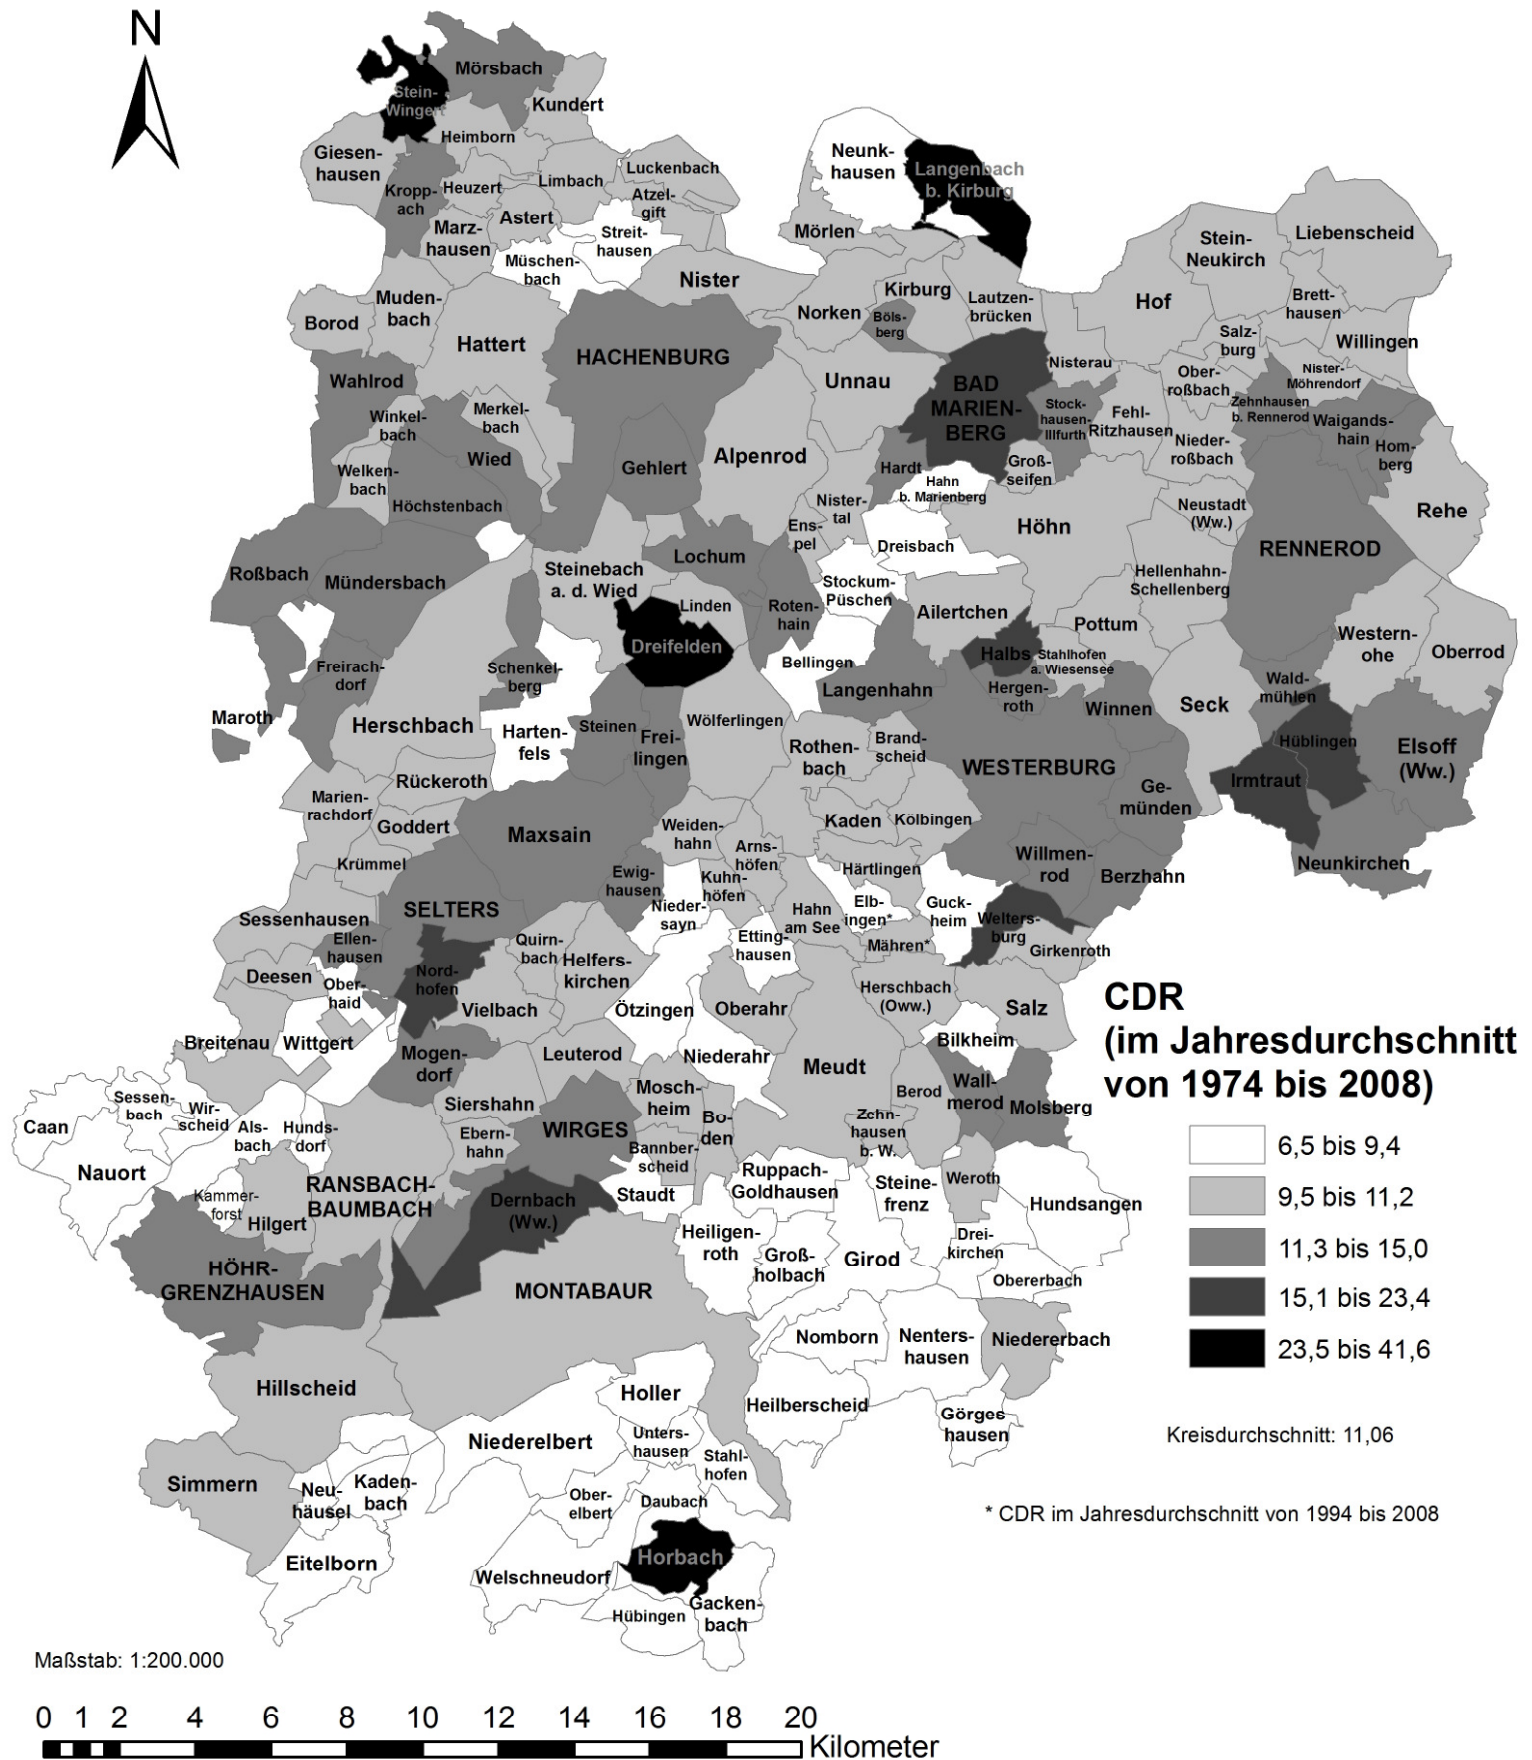 N
Mörsbach
Stein-
Wingert
Kundert
Heimborn
Giesen-
hausen
Kropp-
ach
Heuzert
Limbach
Luckenbach
Atzel-
gift
Astert
Marz-
hausen
Streit-
hausen
Müschen-
bach
Neunk-
hausen
Langenbach
b. Kirburg
Mörlen
Stein-
Neukirch
Liebenscheid
Nister
Muden-
bach
Borod
Hattert
Kirburg
Norken
Böls-
berg
Lautzen-
brücken
Hof
Brett-
hausen
Salz-
burg
Willingen
HACHENBURG
Wahlrod
Unnau
BAD
MARIEN-
BERG
Nisterau
Ober-
roßbach
Nister-
Möhrendorf
Zehnhausen
b. Rennerod
Waigands-
hain
Hom-
berg
Winkel-
bach
Merkel-
bach
Stock-
hausen-
Illfurth
Fehl-
Ritzhausen
Nieder-
roßbach
Wied
Welken-
bach
Höchstenbach
Gehlert
Alpenrod
Hardt
Groß-
seifen
Hahn
b. Marienberg
Nister-
tal
Ens-
pel
Höhn
Neustadt
(Ww.)
Rehe
Dreisbach
RENNEROD
Roßbach
Mündersbach
Steinebach
a. d. Wied
Lochum
Linden
Roten-
hain
Stockum-
Püschen
Ailertchen
Hellenhahn-
Schellenberg
Pottum
Western-
ohe
Oberrod
Dreifelden
Bellingen
Halbs
Stahlhofen
a. Wiesensee
Freirach-
dorf
Schenkel-
berg
Langenhahn
Hergen-
roth
Winnen
Seck
Wald-
mühlen
Maroth
Herschbach
Harten-
fels
Steinen
Frei-
lingen
Wölferlingen
Rothen-
bach
Brand-
scheid
Hüblingen
Elsoff
(Ww.)
WESTERBURG
Ge-
münden
Irmtraut
Rückeroth
Marien-
rachdorf
Goddert
Maxsain
Weiden-
hahn
Kaden
Kölbingen
Arns-
höfen
Krümmel
Härtlingen
Willmen-
rod
Berzhahn
Neunkirchen
Ewig-
hausen
Kuhn-
höfen
SELTERS
Nieder-
sayn
Elb-
ingen*
Guck-
heim
Hahn
am See
Welters-
burg
Sessenhausen
Ellen-
hausen
Quirn-
bach
Helfers-
kirchen
Etting-
hausen
Mähren*
Girkenroth
Deesen
Ober-
haid
Nord-
hofen
Vielbach
Ötzingen
Oberahr
Herschbach
(Oww.)
Salz
Breitenau
Wittgert
Mogen-
dorf
Leuterod
Niederahr
Bilkheim
Meudt
CDR
(im Jahresdurchschnitt
von 1974 bis 2008)
Sessen-
bach
Wir-
scheid
Caan
Siershahn
Mosch-
heim
Berod
Wall-
merod
Molsberg
Als-
bach
Hunds-
dorf
Ebern-
hahn
WIRGES
Bo-
den
Zehn-
hausen
b. W.
6,5 bis 9,4
Nauort
Bannber-
scheid
Kammer-
forst
Hilgert
RANSBACH-
BAUMBACH
Dernbach
(Ww.)
Staudt
Ruppach-
Goldhausen
Steine-
frenz
Weroth
Hundsangen
9,5 bis 11,2
Heiligen-
roth
Groß-
holbach
Girod
Drei-
kirchen
Obererbach
11,3 bis 15,0
HÖHR-
GRENZHAUSEN
MONTABAUR
15,1 bis 23,4
Nomborn
Nenters-
hausen
Niedererbach
23,5 bis 41,6
Hillscheid
Holler
Heilberscheid
Görges
hausen
Kreisdurchschnitt: 11,06
Niederelbert
Unters-
hausen
Stahl-
hofen
Simmern
Neu-
häusel
Kaden-
bach
Ober-
elbert
Daubach
* CDR im Jahresdurchschnitt von 1994 bis 2008
Eitelborn
Horbach
Welschneudorf
Hübingen
Gacken-
bach
Maßstab: 1:200.000
0 1 2 4 6 8 10 12 14 16 18 20
Kilometer